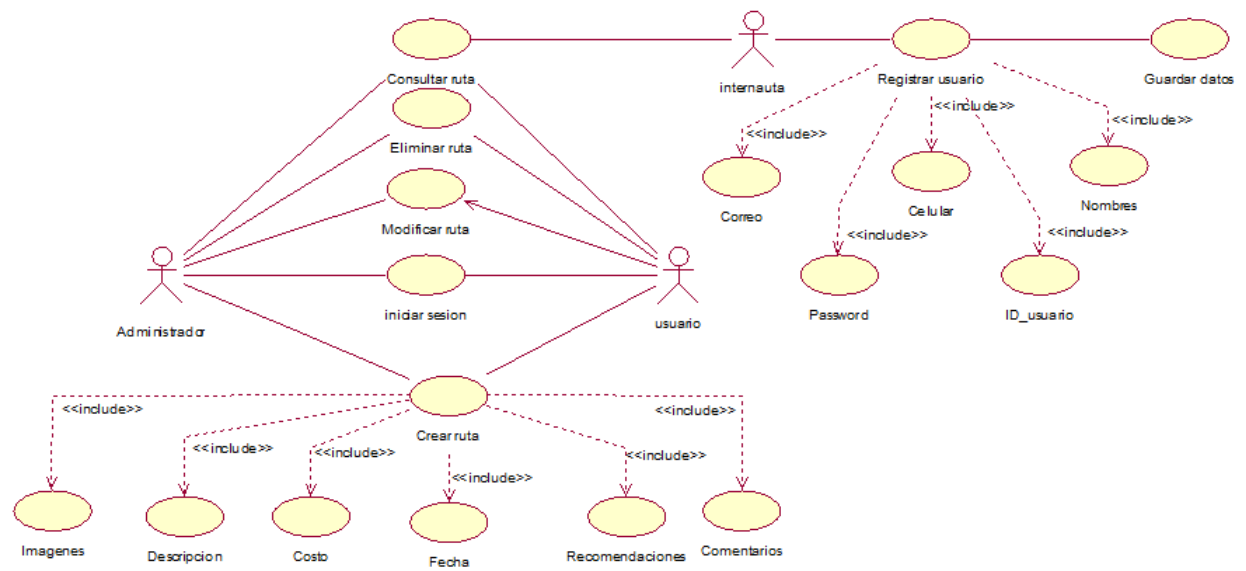 Consultar ruta
internauta
Registrar usuario
Guardar datos
<<include>>
<<include>>
<<include>>
Eliminar ruta
Correo
Celular
Nombres
Modificar ruta
<<include>>
<<include>>
Administrador
iniciar sesion
usuario
Password
ID_usuario
<<include>>
<<include>>
Crear ruta
<<include>>
<<include>>
<<include>>
<<include>>
Imagenes
Descripcion
Costo
Fecha
Recomendaciones
Comentarios